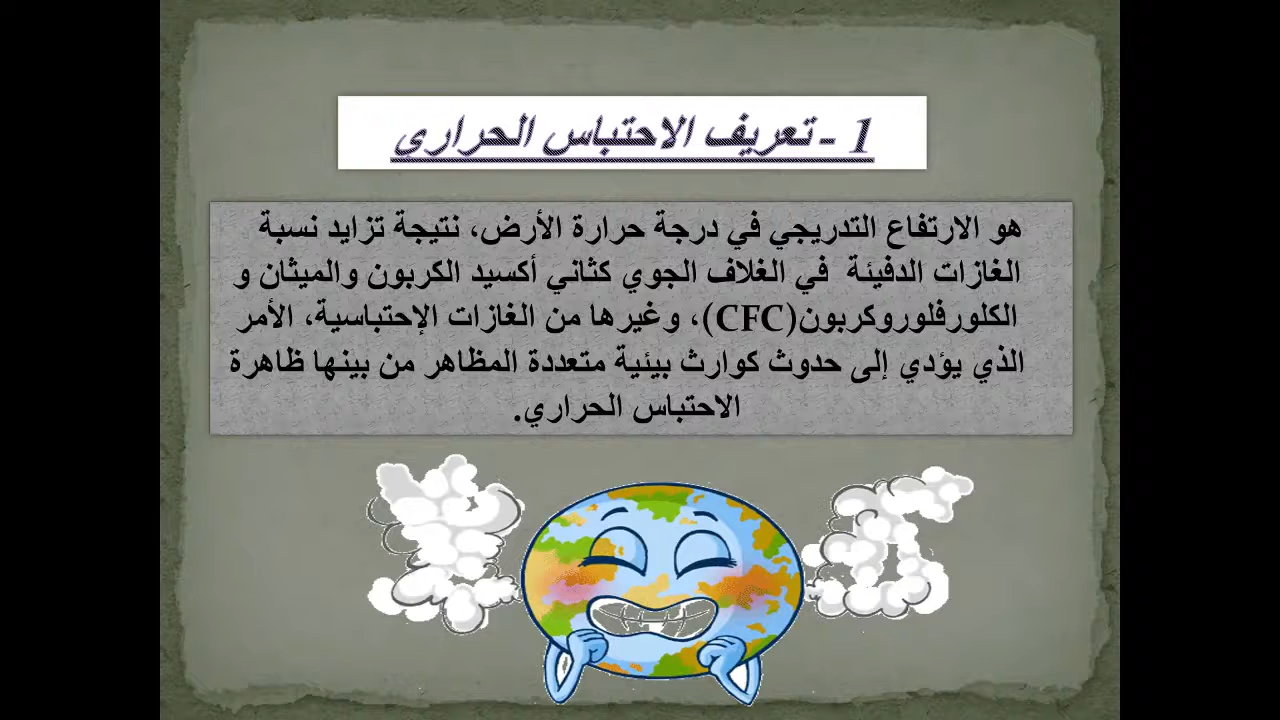 1 - تعريف الاحتباس الحراري
هو الارتفاع التدريجي في درجة حرارة الأرض، نتيجة تزايد نسبة
الغازات الدفيئة في الغلاف الجوي كثاني أكسيد الكربون والميثان و
الكلورفلوروكربون(CFC)، وغيرها من الغازات الإحتباسية، الأمر
الذي يؤدي إلى حدوث كوارث بيئية متعددة المظاهر من بينها ظاهرة
الاحتباس الحراري.